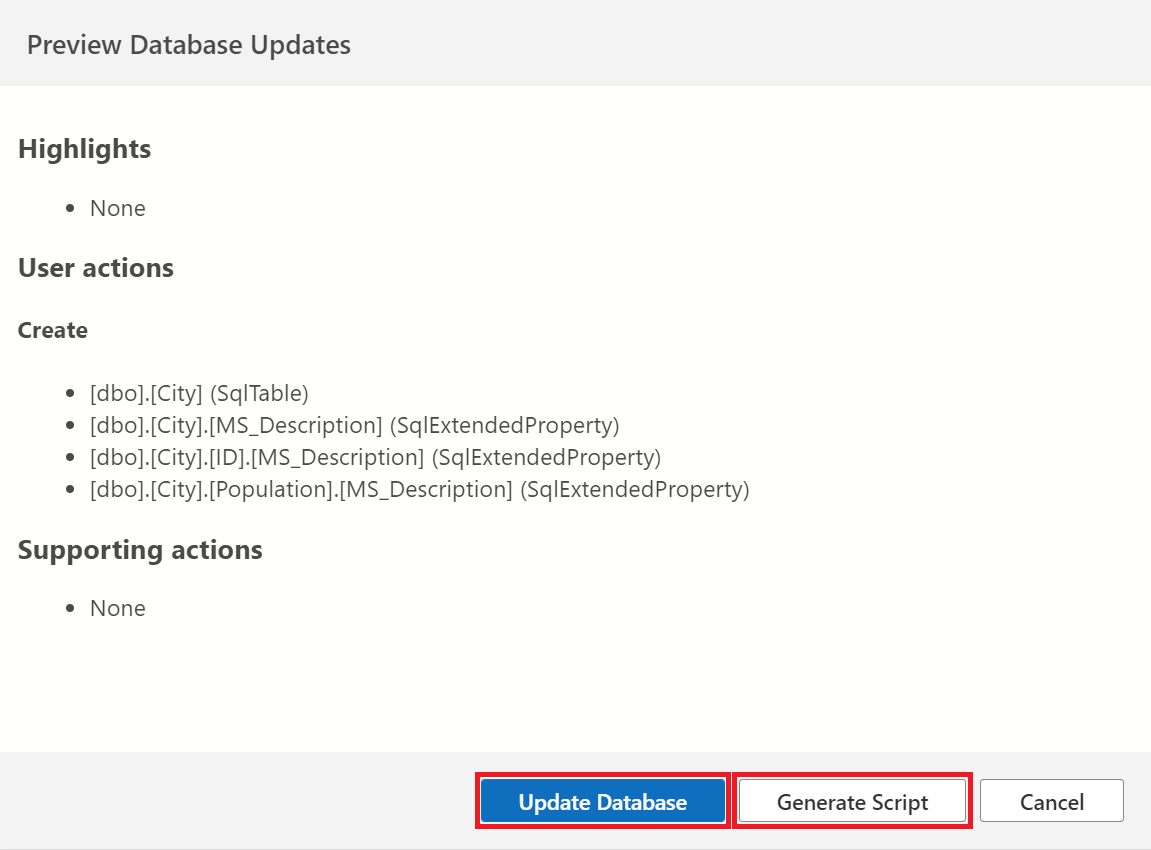 Preview Database Updates
Highlights
• None
User actions
Create
• [dbo].[City] (SqlTable)
• [dbo].[City].[MS_Description] (SqlExtendedProperty)
• [dbo].[City].[ID].[MS_Description] (SqlExtendedProperty)
• [dbo].[City].[Population].[MS_Description] (SqlExtendedProperty)
Supporting actions
• None
Update Database Generate Script Cancel